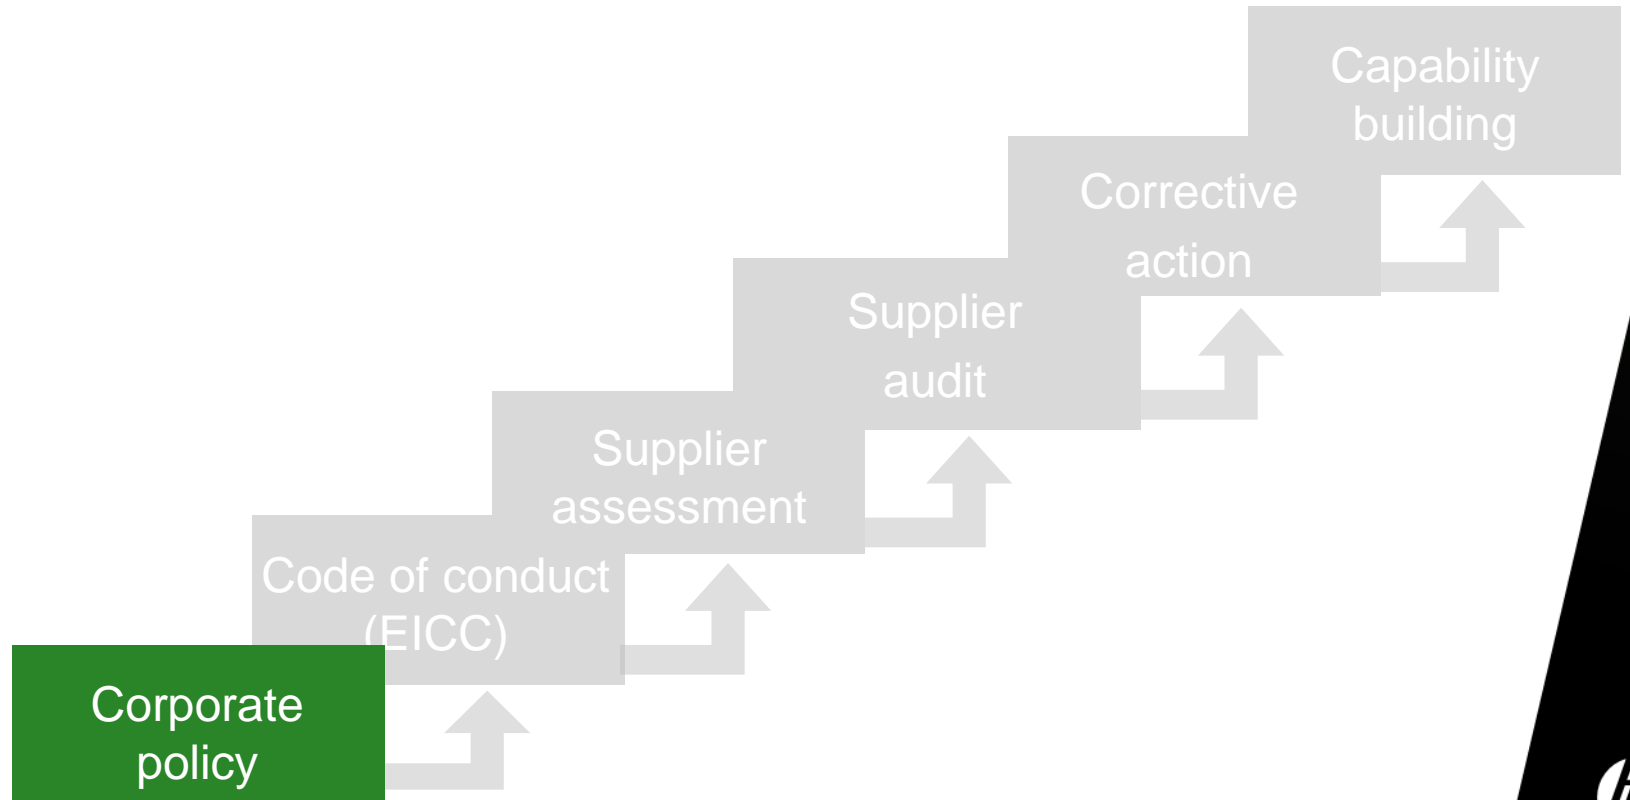 Capability
building
Corrective
action
Supplier
audit
Supplier
assessment
Code of conduct
(EICC)
Corporate
policy